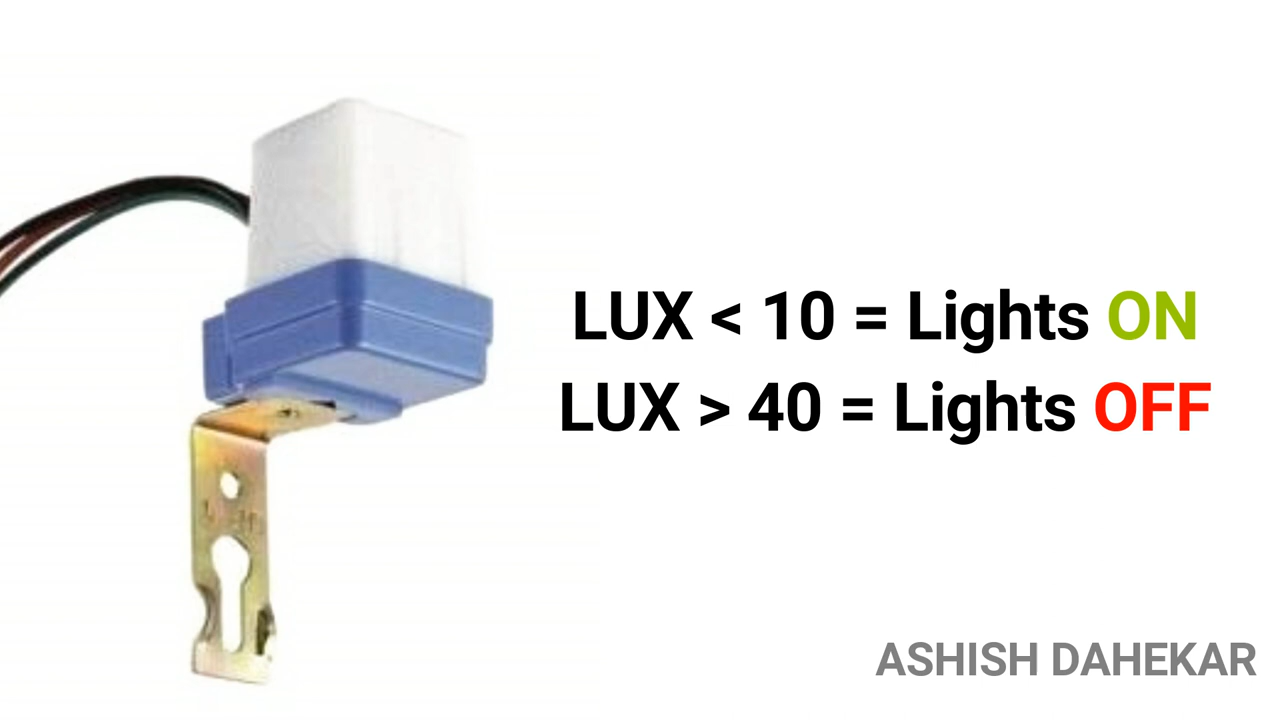 LUX < 10 = Lights ON
LUX > 40 = Lights OFF
ASHISH DAHEKAR